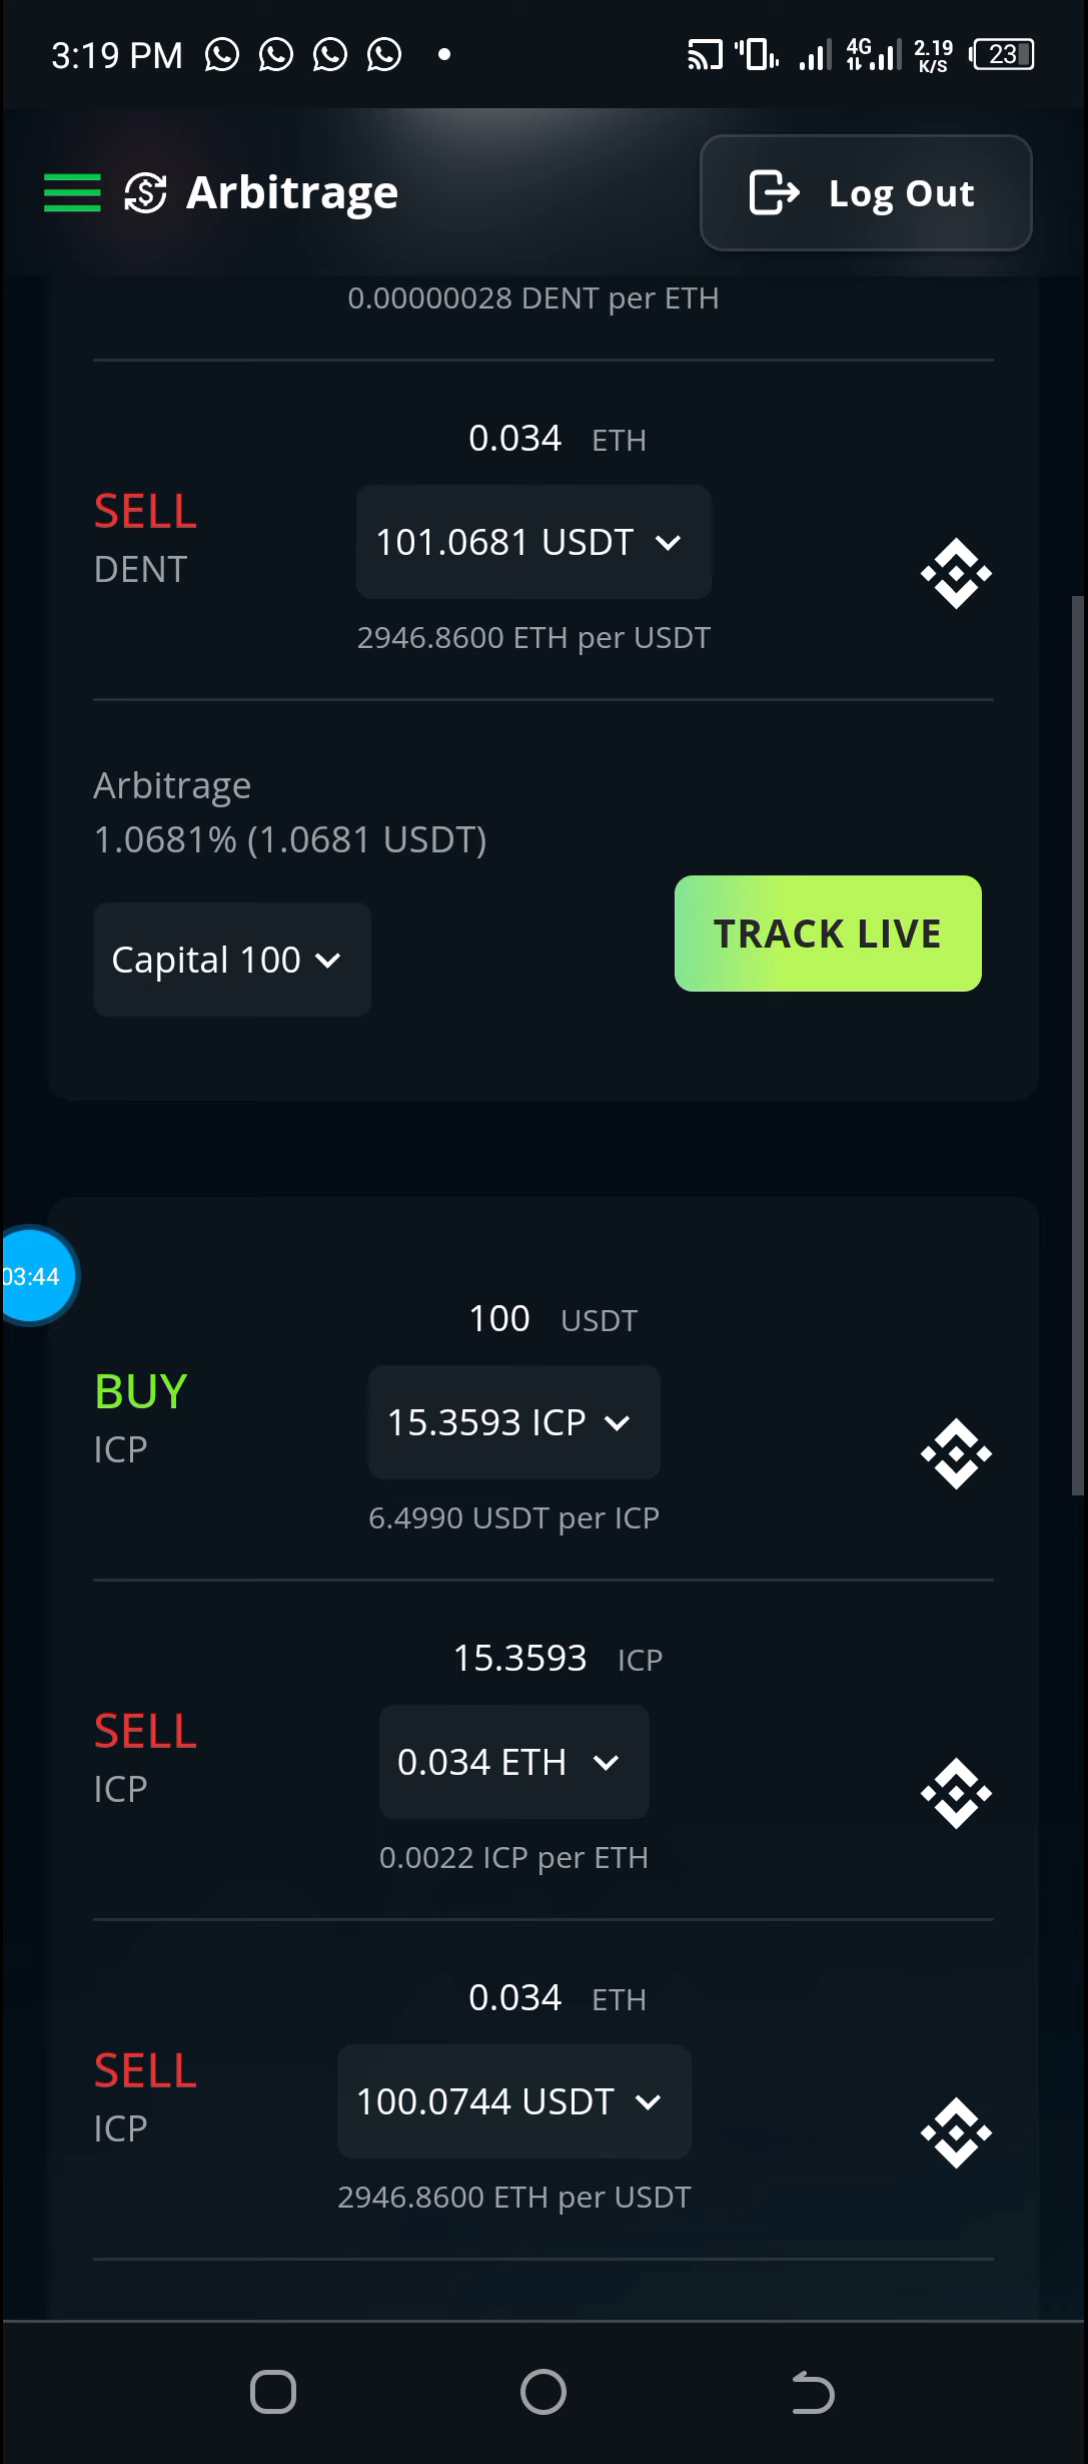 3:19 PM
4G
2.19
K/S
23
Arbitrage
Log Out
0.00000028 DENT per ETH
0.034 ETH
SELL
DENT
101.0681 USDT
2946.8600 ETH per USDT
Arbitrage
1.0681% (1.0681 USDT)
Capital 100
TRACK LIVE
03:44
100 USDT
BUY
ICP
15.3593 ICP
6.4990 USDT per ICP
15.3593 ICP
SELL
ICP
0.034 ETH
0.0022 ICP per ETH
0.034 ETH
SELL
ICP
100.0744 USDT
2946.8600 ETH per USDT